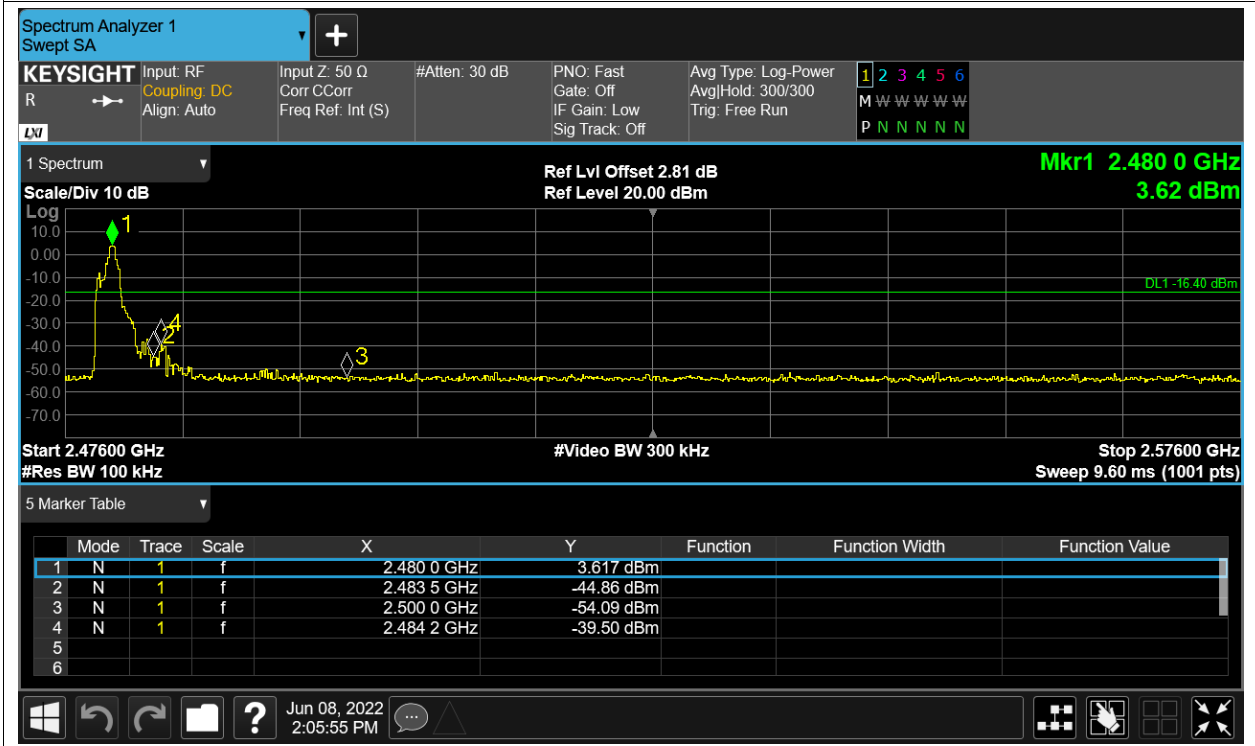 Spectrum Analyzer 1
Swept SA
+
KEYSIGHT Input: RF Input Z: 50 Ω #Atten: 30 dB PNO: Fast Avg Type: Log-Power 1 2 3 4 5 6
R Coupling: DC Corr CCorr Gate: Off Avg|Hold: 300/300 M W W W W W
Align: Auto Freq Ref: Int (S) IF Gain: Low Trig: Free Run
LXI Sig Track: Off P N N N N N
1 Spectrum Ref Lvl Offset 2.81 dB Mkr1 2.480 0 GHz
Scale/Div 10 dB Ref Level 20.00 dBm 3.62 dBm
Log
1
10.0
0.00
-10.0
DL1 -16.40 dBm
-20.0
-30.0
4
2
-40.0
3
-50.0
-60.0
-70.0
Start 2.47600 GHz #Video BW 300 kHz Stop 2.57600 GHz
#Res BW 100 kHz Sweep 9.60 ms (1001 pts)
5 Marker Table
Mode Trace Scale X Y Function Function Width Function Value
1 N 1 f 2.480 0 GHz 3.617 dBm
2 N 1 f 2.483 5 GHz -44.86 dBm
3 N 1 f 2.500 0 GHz -54.09 dBm
4 N 1 f 2.484 2 GHz -39.50 dBm
5
6
? Jun 08, 2022
2:05:55 PM